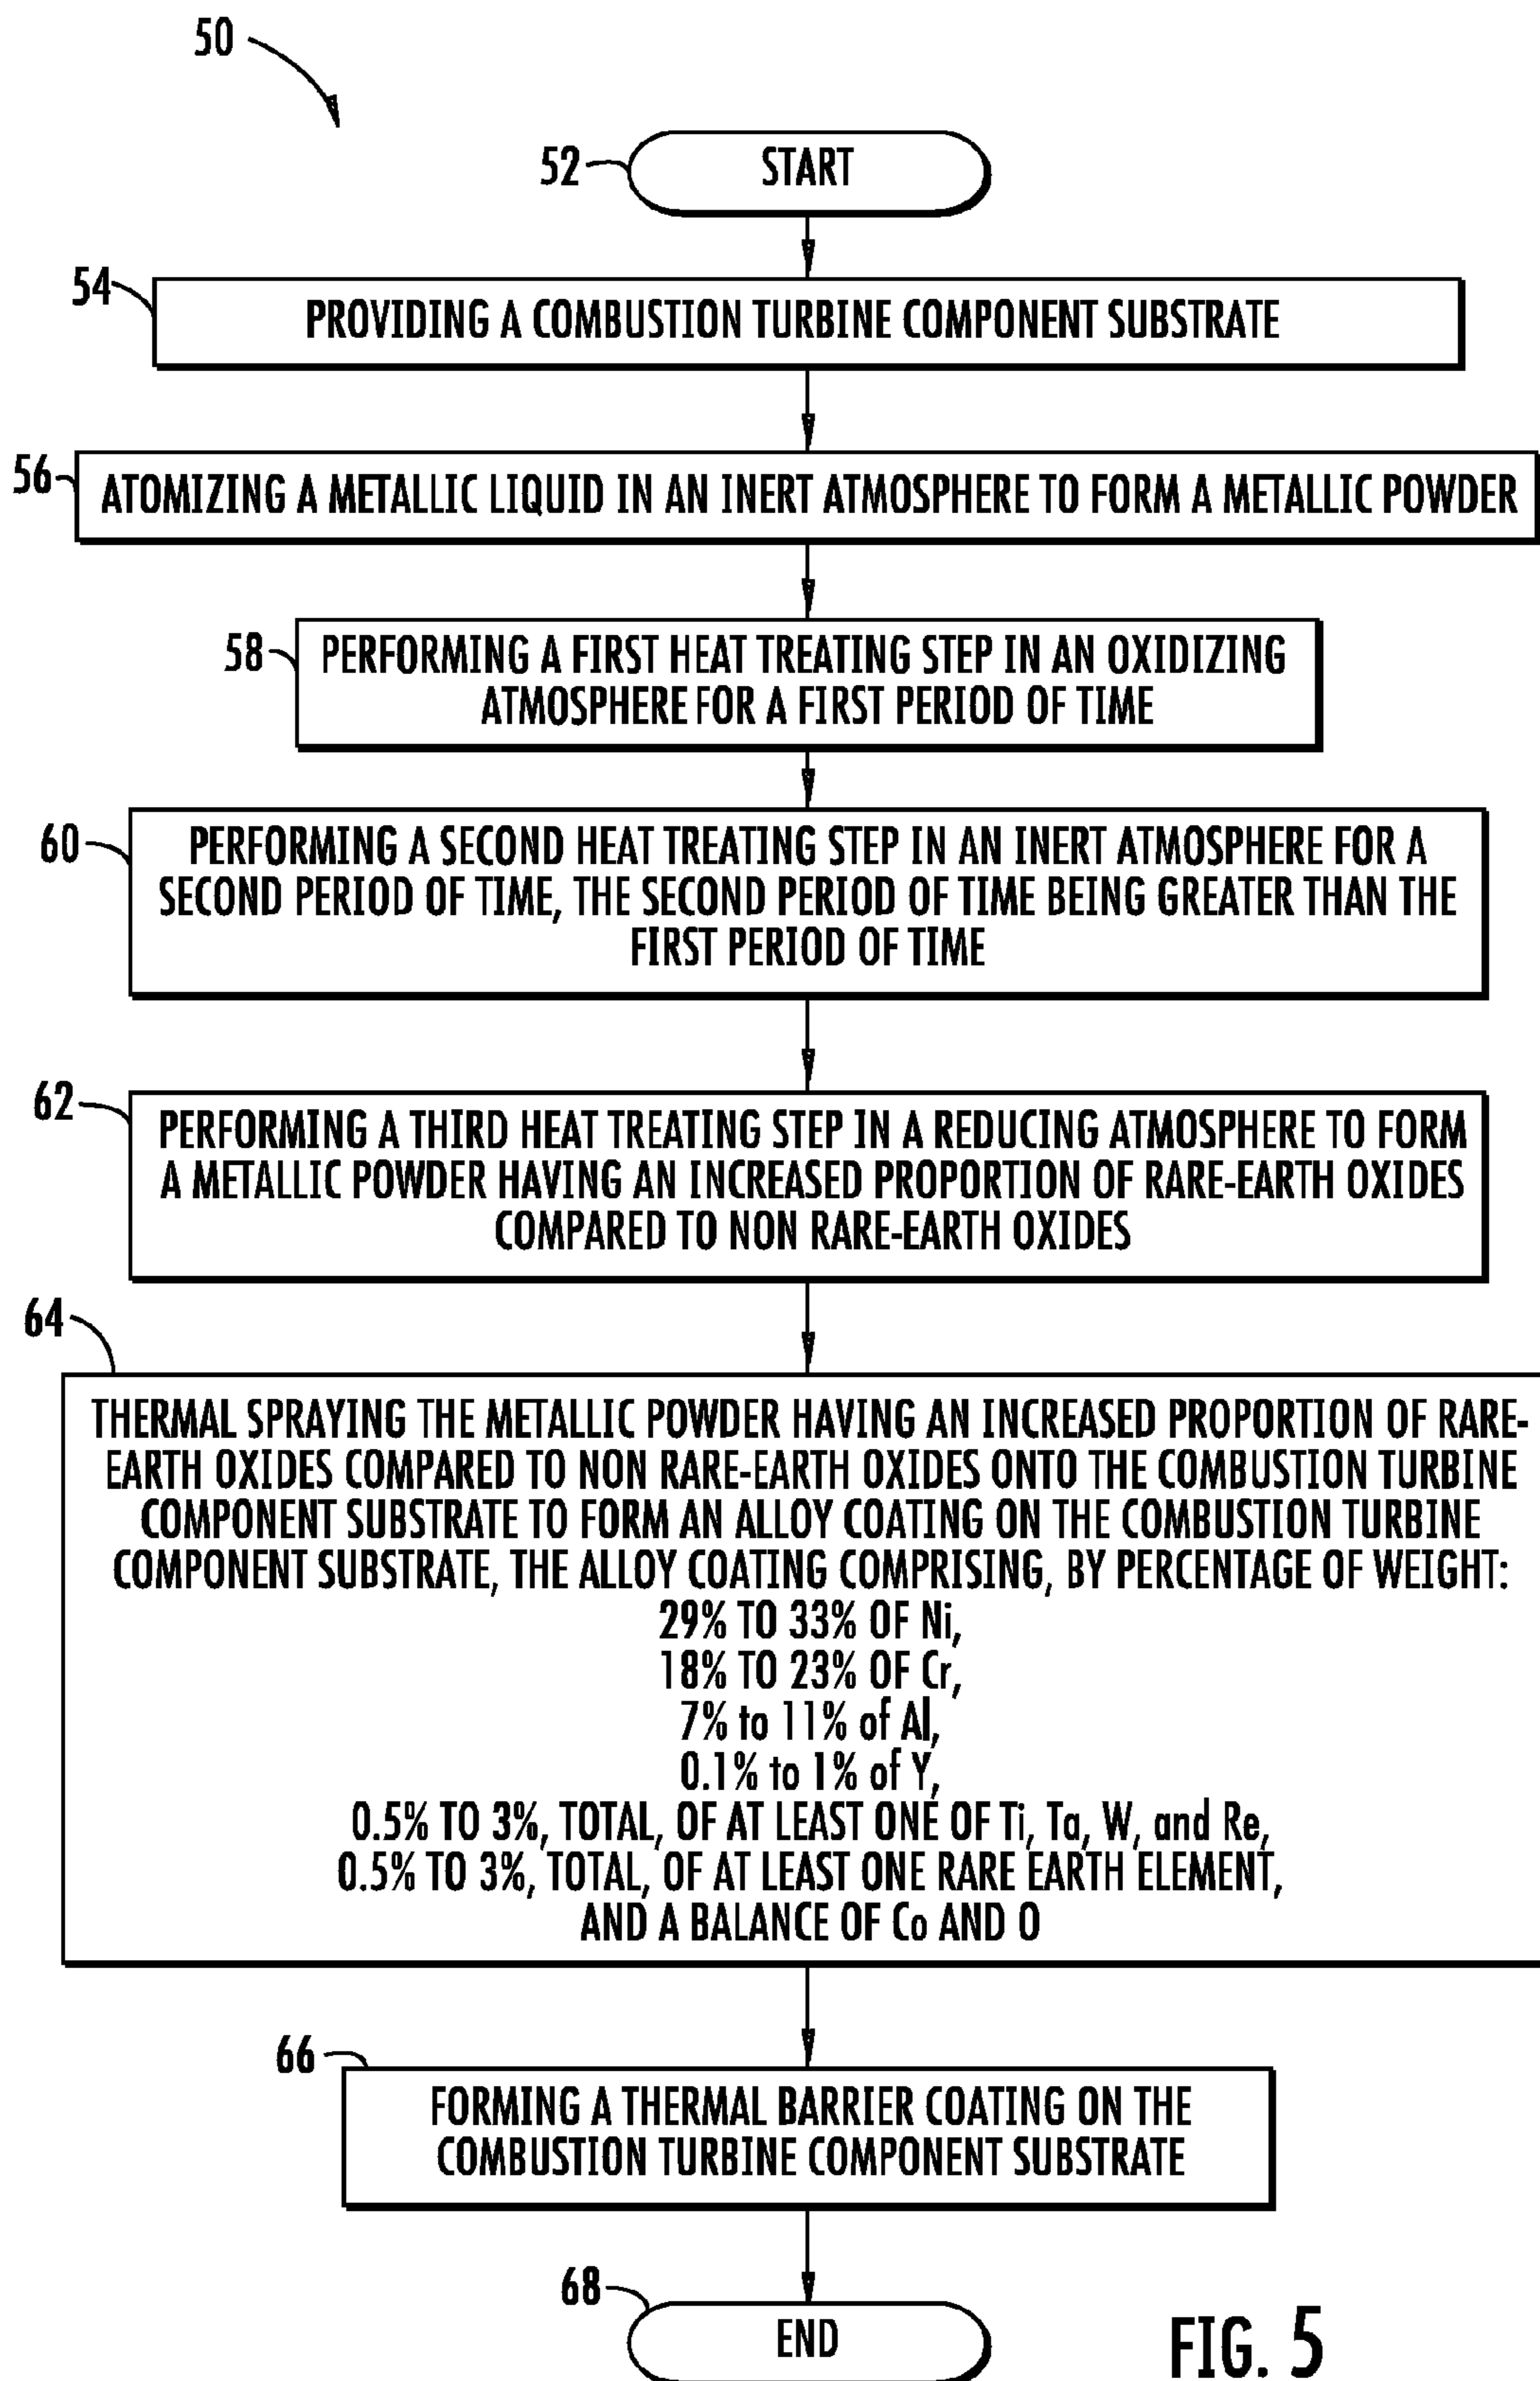 50
52
START
54
PROVIDING A COMBUSTION TURBINE COMPONENT SUBSTRATE
56
ATOMIZING A METALLIC LIQUID IN AN INERT ATMOSPHERE TO FORM A METALLIC POWDER
58
PERFORMING A FIRST HEAT TREATING STEP IN AN OXIDIZING
ATMOSPHERE FOR A FIRST PERIOD OF TIME
60
PERFORMING A SECOND HEAT TREATING STEP IN AN INERT ATMOSPHERE FOR A
SECOND PERIOD OF TIME, THE SECOND PERIOD OF TIME BEING GREATER THAN THE
FIRST PERIOD OF TIME
62
PERFORMING A THIRD HEAT TREATING STEP IN A REDUCING ATMOSPHERE TO FORM
A METALLIC POWDER HAVING AN INCREASED PROPORTION OF RARE-EARTH OXIDES
COMPARED TO NON RARE-EARTH OXIDES
64
THERMAL SPRAYING THE METALLIC POWDER HAVING AN INCREASED PROPORTION OF RARE-
EARTH OXIDES COMPARED TO NON RARE-EARTH OXIDES ONTO THE COMBUSTION TURBINE
COMPONENT SUBSTRATE TO FORM AN ALLOY COATING ON THE COMBUSTION TURBINE
COMPONENT SUBSTRATE, THE ALLOY COATING COMPRISING, BY PERCENTAGE OF WEIGHT:
29% TO 33% OF Ni,
18% TO 23% OF Cr,
7% to 11% of Al,
0.1% to 1% of Y,
0.5% TO 3%, TOTAL, OF AT LEAST ONE OF Ti, Ta, W, and Re,
0.5% TO 3%, TOTAL, OF AT LEAST ONE RARE EARTH ELEMENT,
AND A BALANCE OF Co AND O
66
FORMING A THERMAL BARRIER COATING ON THE
COMBUSTION TURBINE COMPONENT SUBSTRATE
68
END
FIG. 5